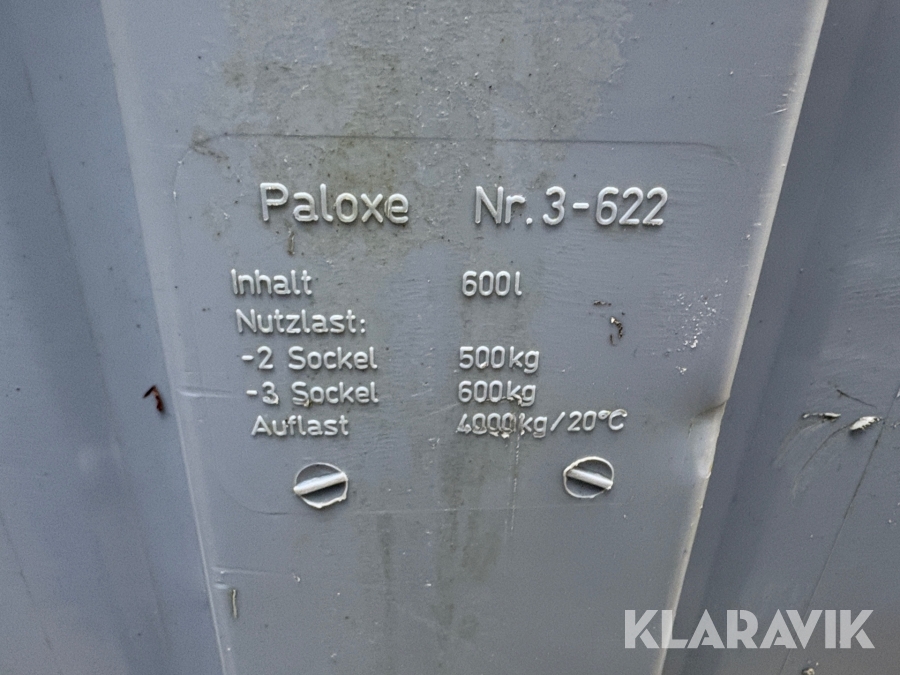 Paloxe Nr. 3-622
Inhalt 600l
Nutzlast:
-2 Sockel 500kg
-3 Sockel 600kg
Auflast 4000kg/20°C
KLARAVIK